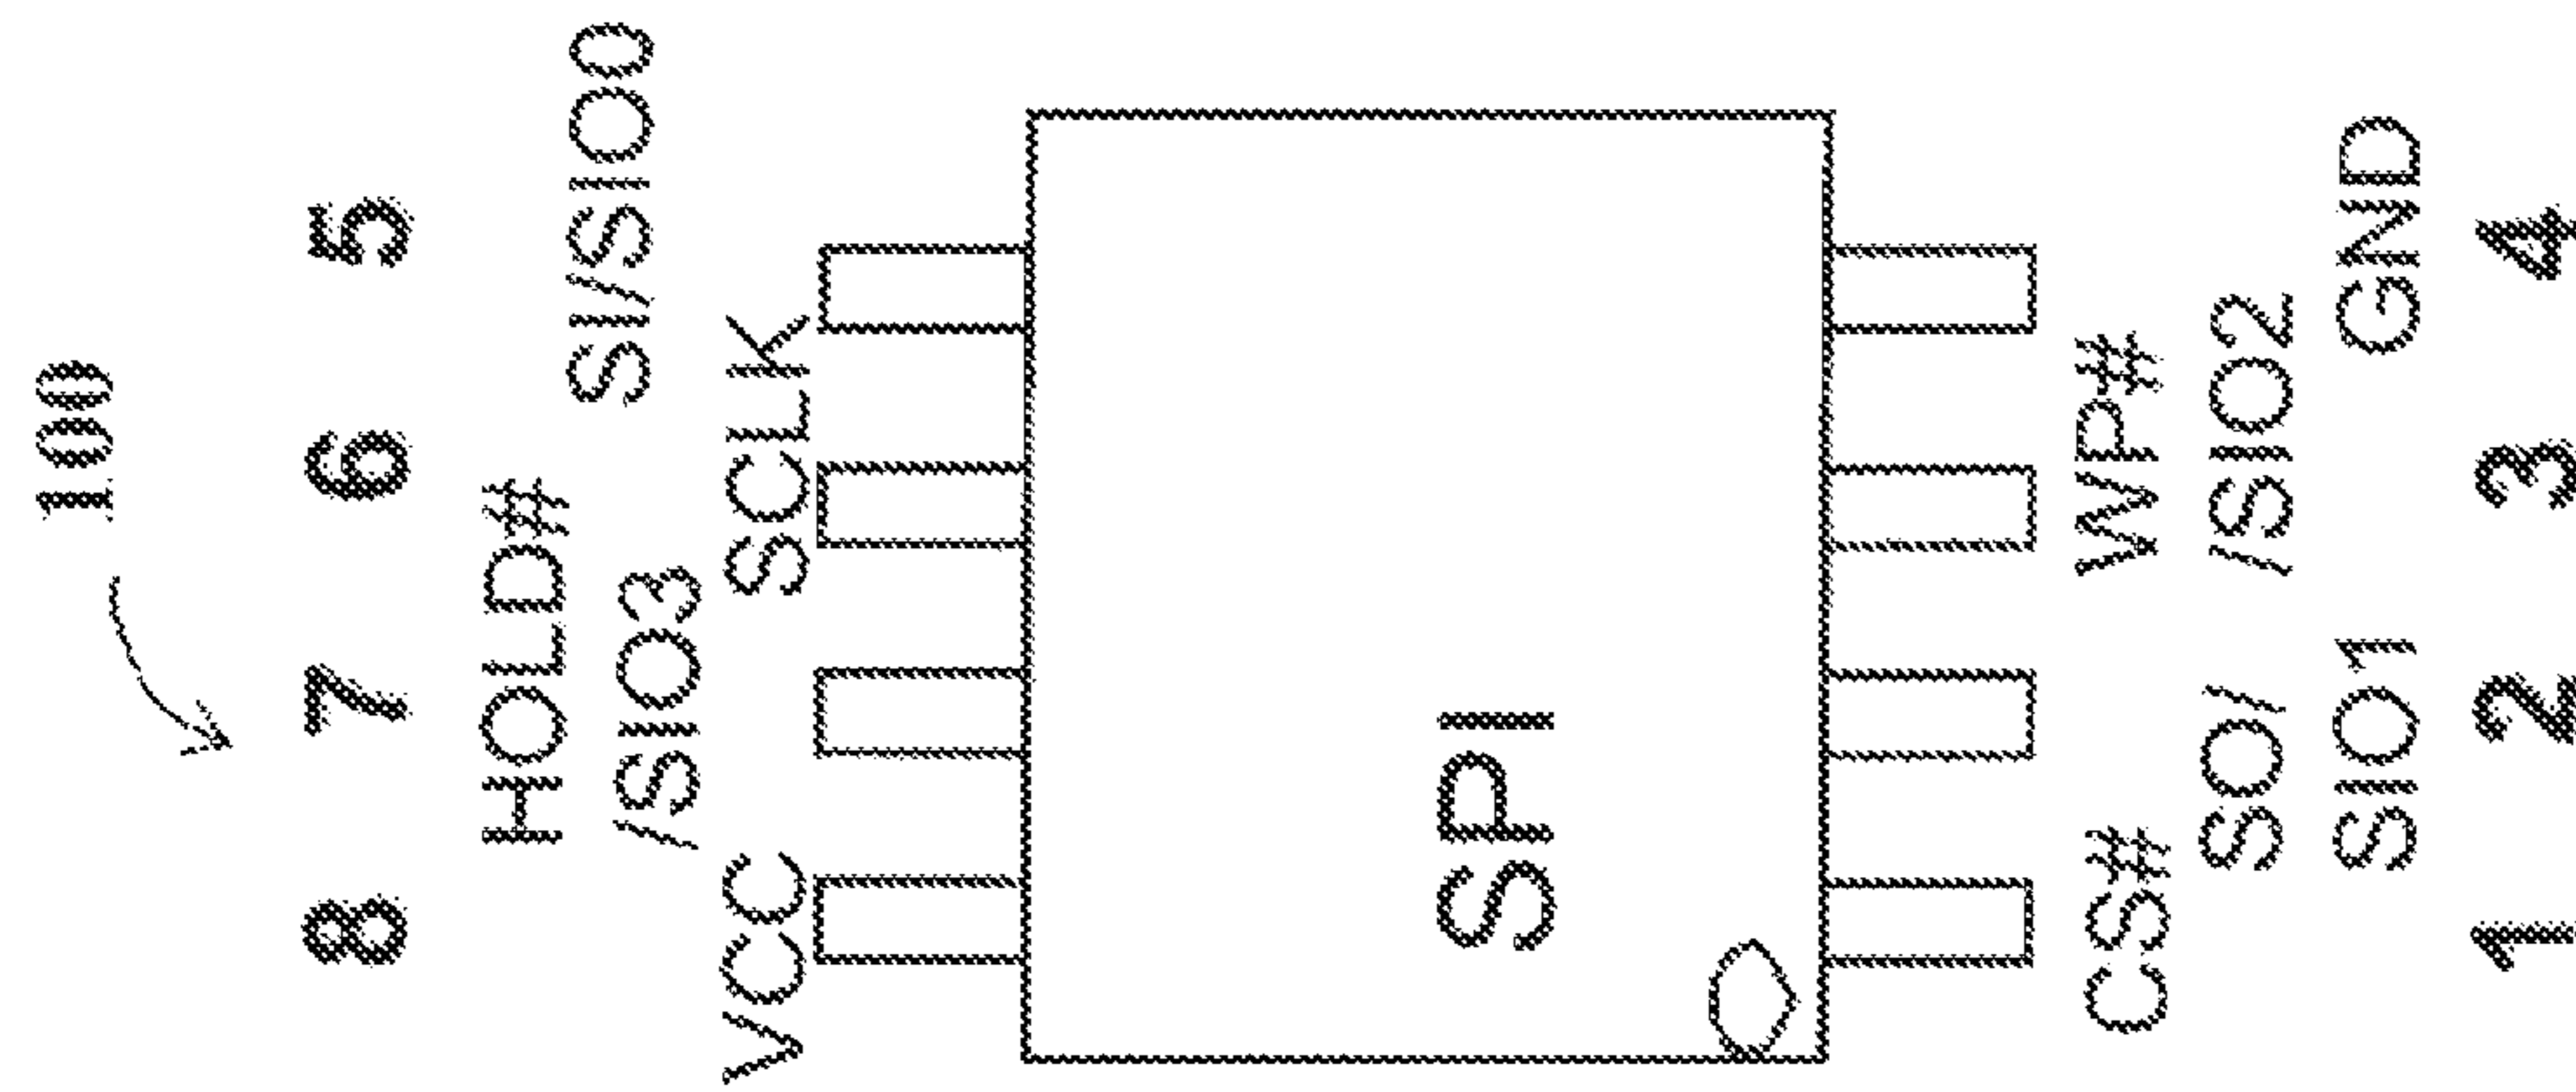 100
8 7 6 5
HOLD# SI/SIO0
/SIO3
VCC SCLK
SPI
CS# WP#
SO/ /SIO2
SIO1 GND
1 2 3 4